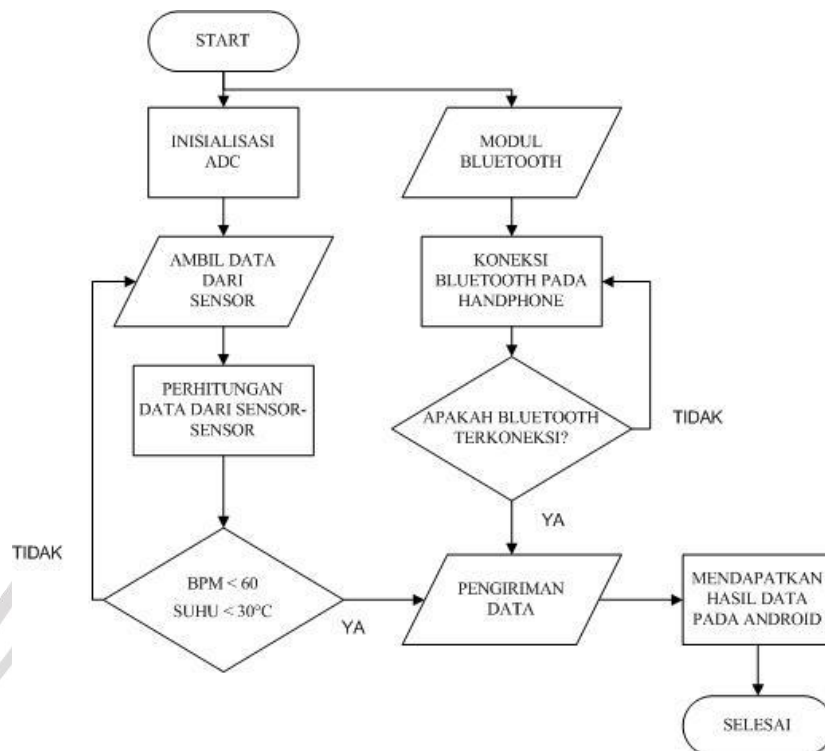 START
INISIALISASI
ADC
MODUL
BLUETOOTH
AMBIL DATA
DARI
SENSOR
KONEKSI
BLUETOOTH PADA
HANDPHONE
PERHITUNGAN
DATA DARI SENSOR-
SENSOR
APAKAH BLUETOOTH
TERKONEKSI?
TIDAK
YA
TIDAK
BPM < 60
SUHU < 30°C
YA
PENGIRIMAN
DATA
MENDAPATKAN
HASIL DATA
PADA ANDROID
SELESAI